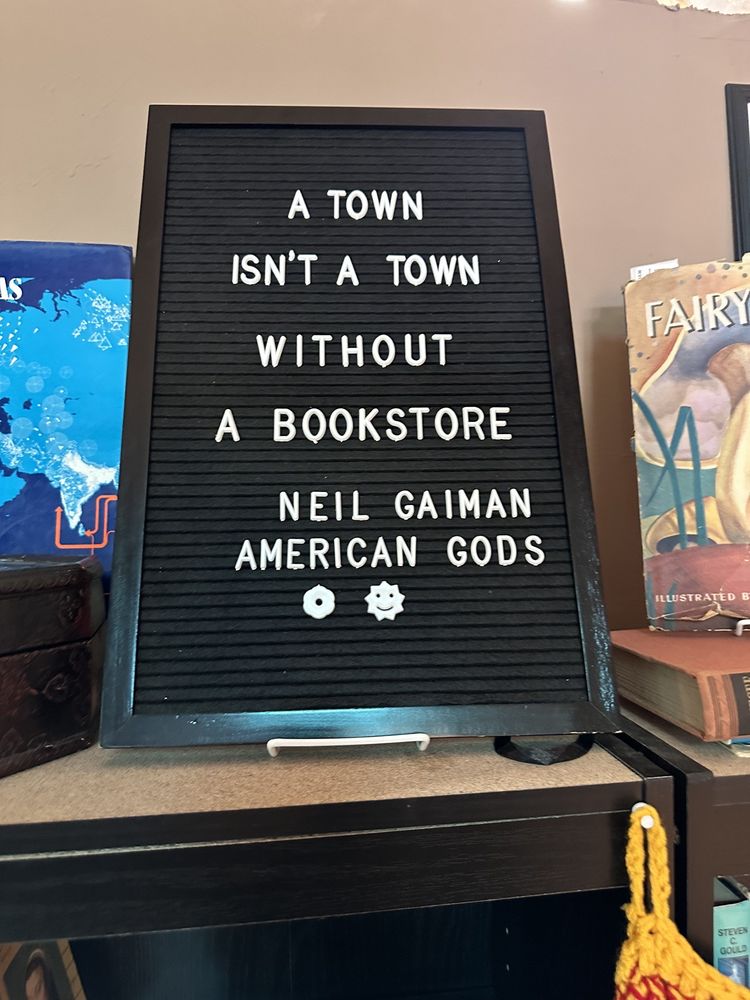 A TOWN
ISN'T A TOWN
WITHOUT
A BOOKSTORE
NEIL GAIMAN
AMERICAN GODS
FAIRY
ILLUSTRATED
STEVEN
C.
GOULD